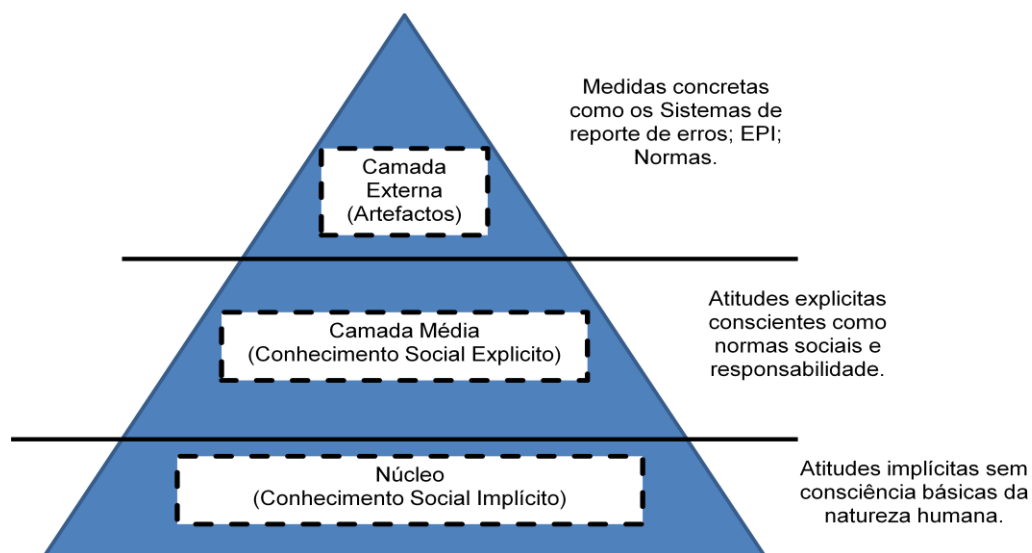 Medidas concretas
como os Sistemas de
reporte de erros; EPI;
Normas.
Camada
Externa
(Artefactos)
Atitudes explicitas
conscientes como
normas sociais e
responsabilidade.
Camada Média
(Conhecimento Social Explicito)
Núcleo
(Conhecimento Social Implícito)
Atitudes implícitas sem
consciência básicas da
natureza humana.